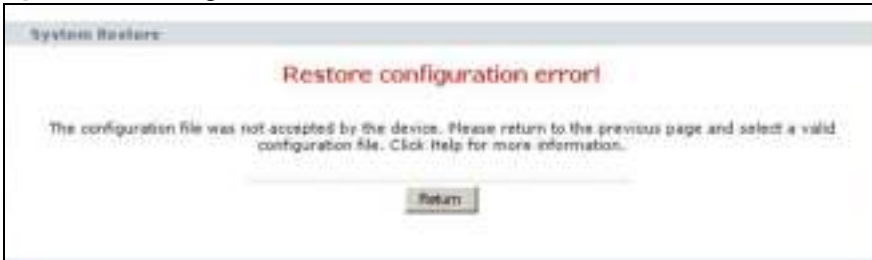 System Restore
Restore configuration error!
The configuration file was not accepted by the device. Please return to the previous page and select a valid
configuration file. Click Help for more information.
Return